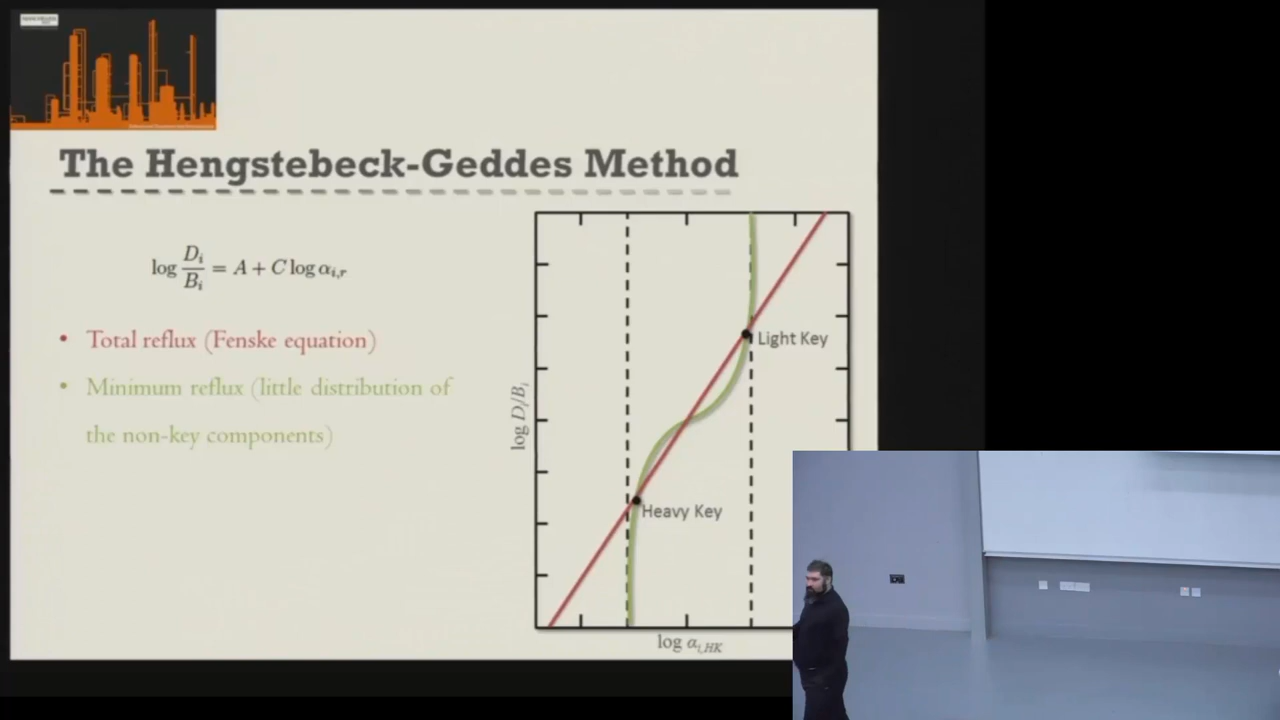 The Hengstebeck-Geddes Method
log Dᵢ/Bᵢ = A + C log αᵢ,ᵣ
• Total reflux (Fenske equation)
• Minimum reflux (little distribution of
the non-key components)
Light Key
log Dᵢ/Bᵢ
Heavy Key
log αᵢ,HK